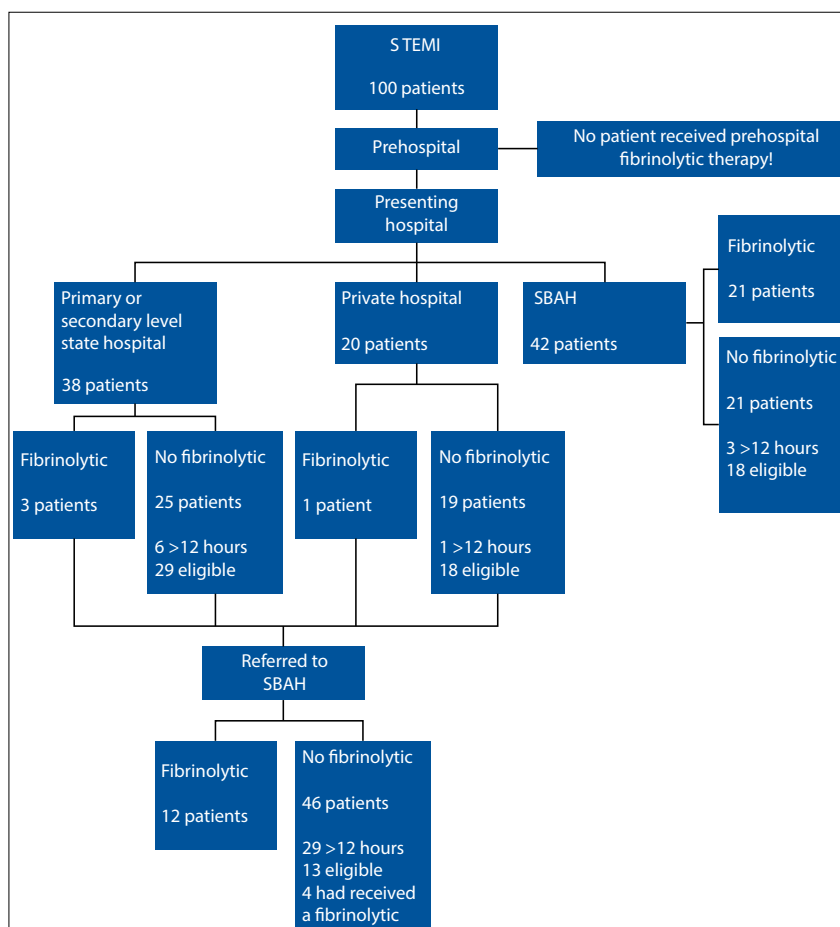 STEMI
100 patients
Prehospital
No patient received prehospital
fibrinolytic therapy!
Presenting
hospital
Primary or
secondary level
state hospital
38 patients
Private hospital
20 patients
SBAH
42 patients
Fibrinolytic
21 patients
No fibrinolytic
21 patients
3 >12 hours
18 eligible
Fibrinolytic
3 patients
No fibrinolytic
25 patients
6 >12 hours
29 eligible
Fibrinolytic
1 patient
No fibrinolytic
19 patients
1 >12 hours
18 eligible
Referred to
SBAH
Fibrinolytic
12 patients
No fibrinolytic
46 patients
29 >12 hours
13 eligible
4 had received
a fibrinolytic